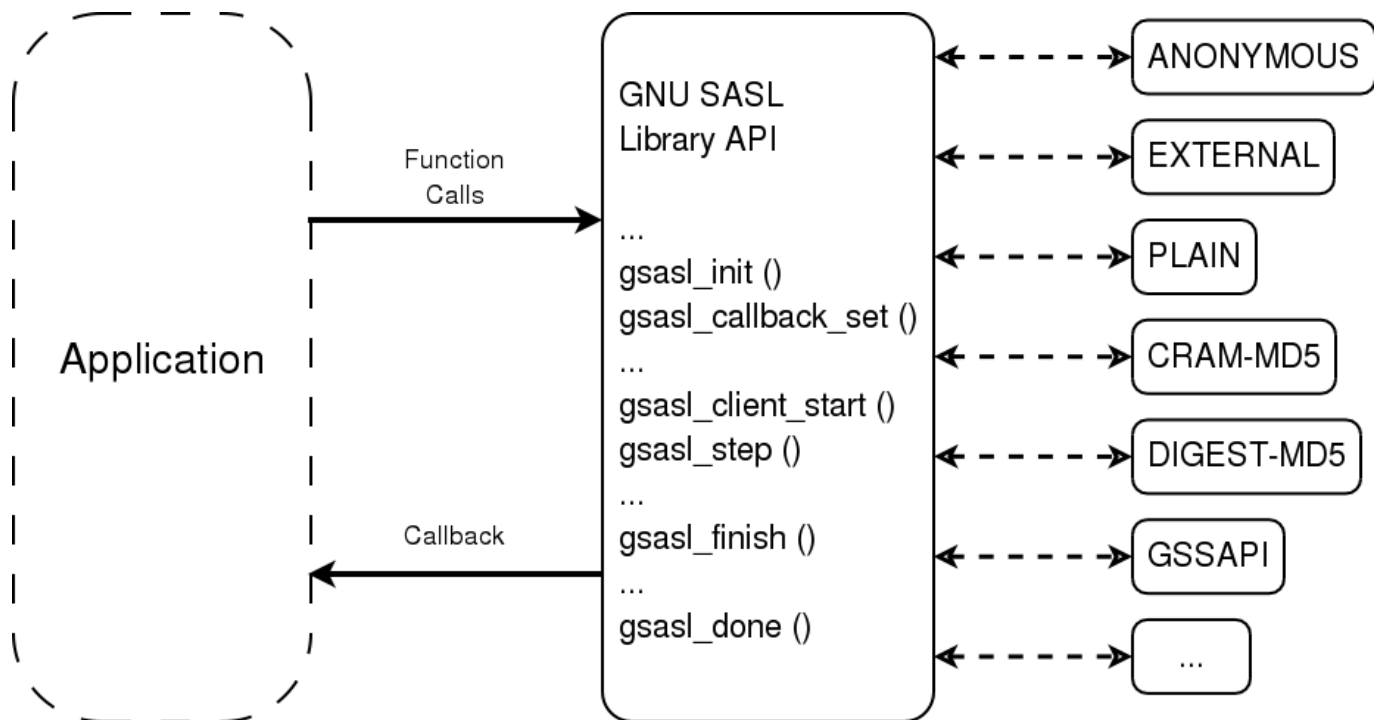 Application
Function
Calls
Callback
GNU SASL
Library API
...
gsasl_init ()
gsasl_callback_set ()
...
gsasl_client_start ()
gsasl_step ()
...
gsasl_finish ()
...
gsasl_done ()
ANONYMOUS
EXTERNAL
PLAIN
CRAM-MD5
DIGEST-MD5
GSSAPI
...